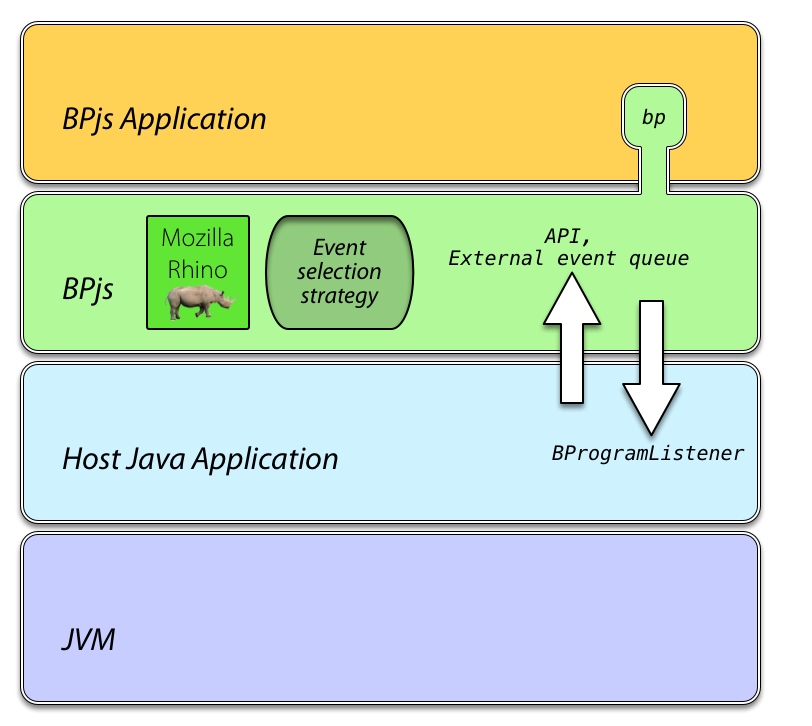 BPjs Application
bp
BPjs
Mozilla
Rhino
Event
selection
strategy
API,
External event queue
Host Java Application
BProgramListener
JVM